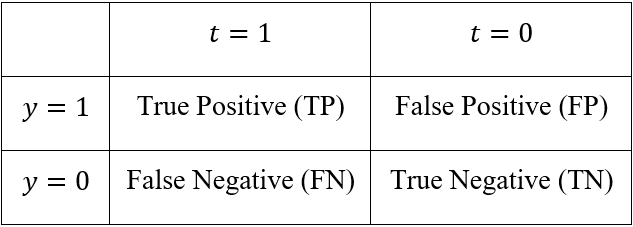 t = 1 t = 0
y = 1 True Positive (TP) False Positive (FP)
y = 0 False Negative (FN) True Negative (TN)